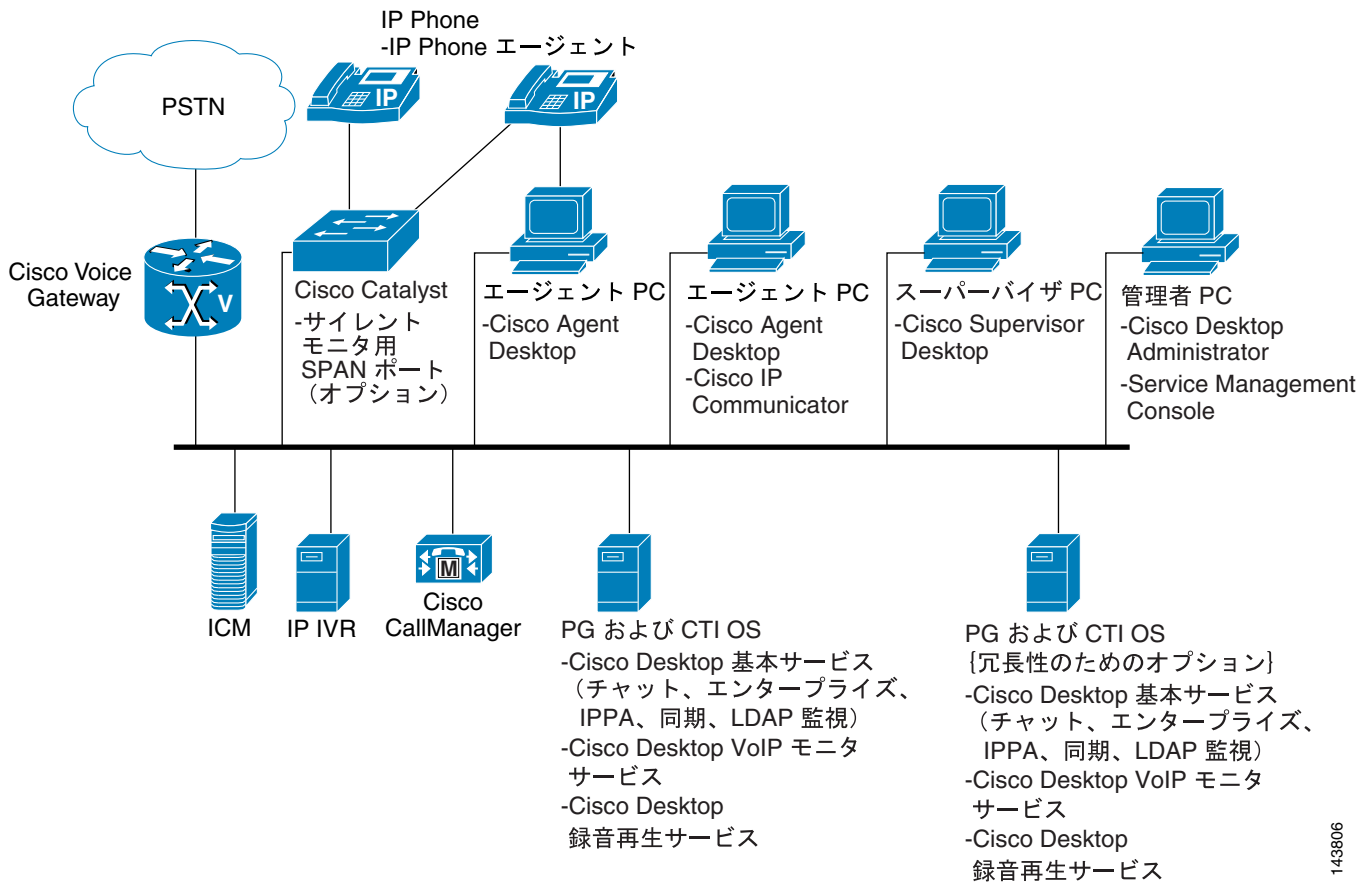 IP Phone
-IP Phone エージェント
PSTN
IP
IP
Cisco Voice
Gateway
V
Cisco Catalyst
-サイレント
モニタ用
SPAN ポート
（オプション）
エージェント PC
-Cisco Agent
Desktop
エージェント PC
-Cisco Agent
Desktop
-Cisco IP
Communicator
スーパーバイザ PC
-Cisco Supervisor
Desktop
管理者 PC
-Cisco Desktop
Administrator
-Service Management
Console
ICM
IP IVR
M
Cisco
CallManager
PG および CTI OS
-Cisco Desktop 基本サービス
（チャット、エンタープライズ、
IPPA、同期、LDAP 監視）
-Cisco Desktop VoIP モニタ
サービス
-Cisco Desktop
録音再生サービス
PG および CTI OS
{冗長性のためのオプション}
-Cisco Desktop 基本サービス
（チャット、エンタープライズ、
IPPA、同期、LDAP 監視）
-Cisco Desktop VoIP モニタ
サービス
-Cisco Desktop
録音再生サービス
143806